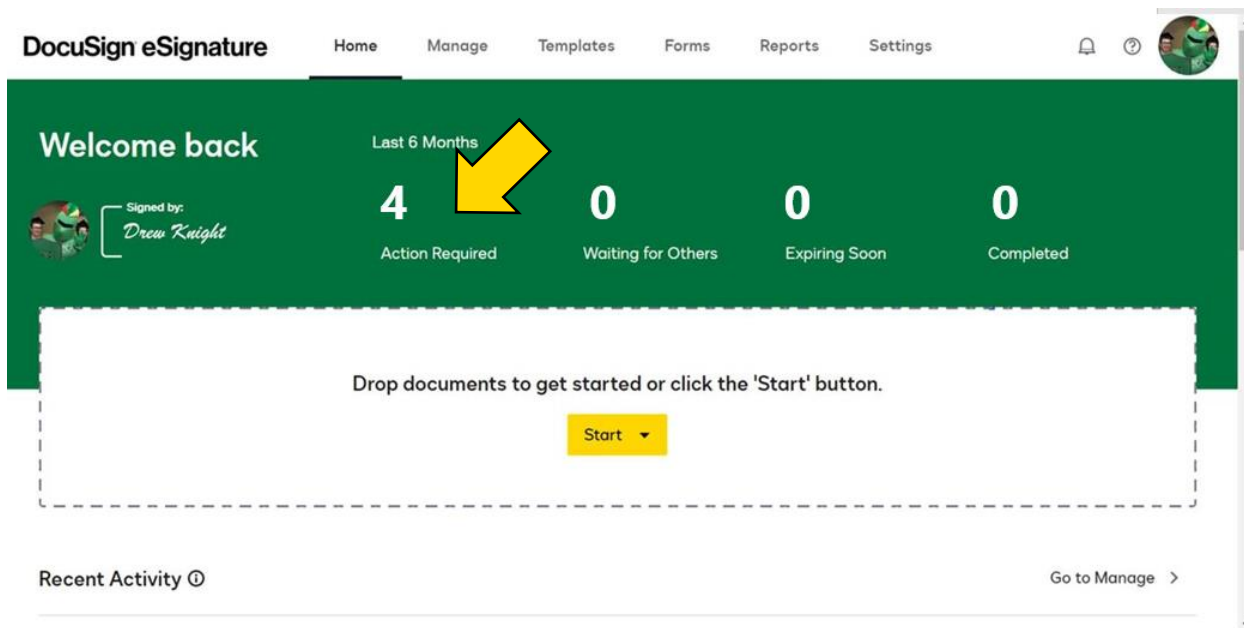 DocuSign eSignature Home Manage Templates Forms Reports Settings
Welcome back
Signed by:
Drew Knight
Last 6 Months
4 0 0 0
Action Required Waiting for Others Expiring Soon Completed
Drop documents to get started or click the 'Start' button.
Start
Recent Activity
Go to Manage